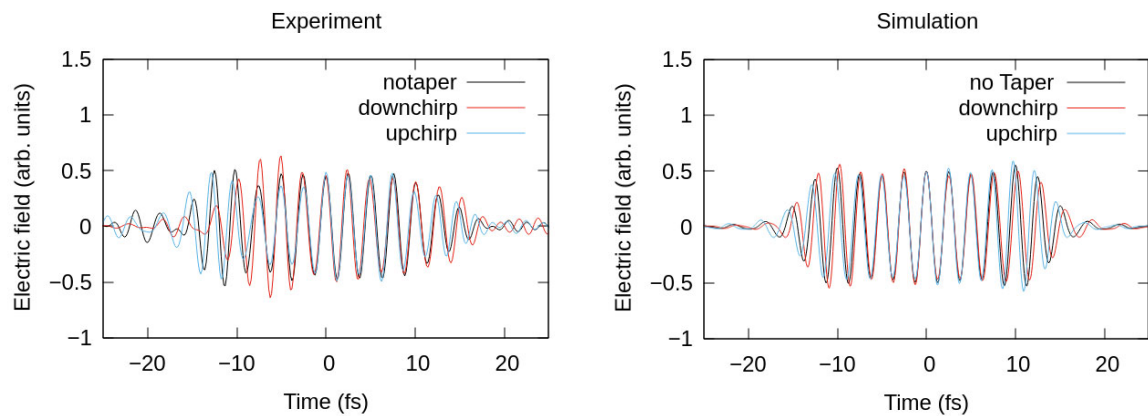 Experiment
Electric field (arb. units)
1.5
1
0.5
0
−0.5
−1
notaper
downchirp
upchirp
−20 −10 0 10 20
Time (fs)
Simulation
Electric field (arb. units)
1.5
1
0.5
0
−0.5
−1
no Taper
downchirp
upchirp
−20 −10 0 10 20
Time (fs)